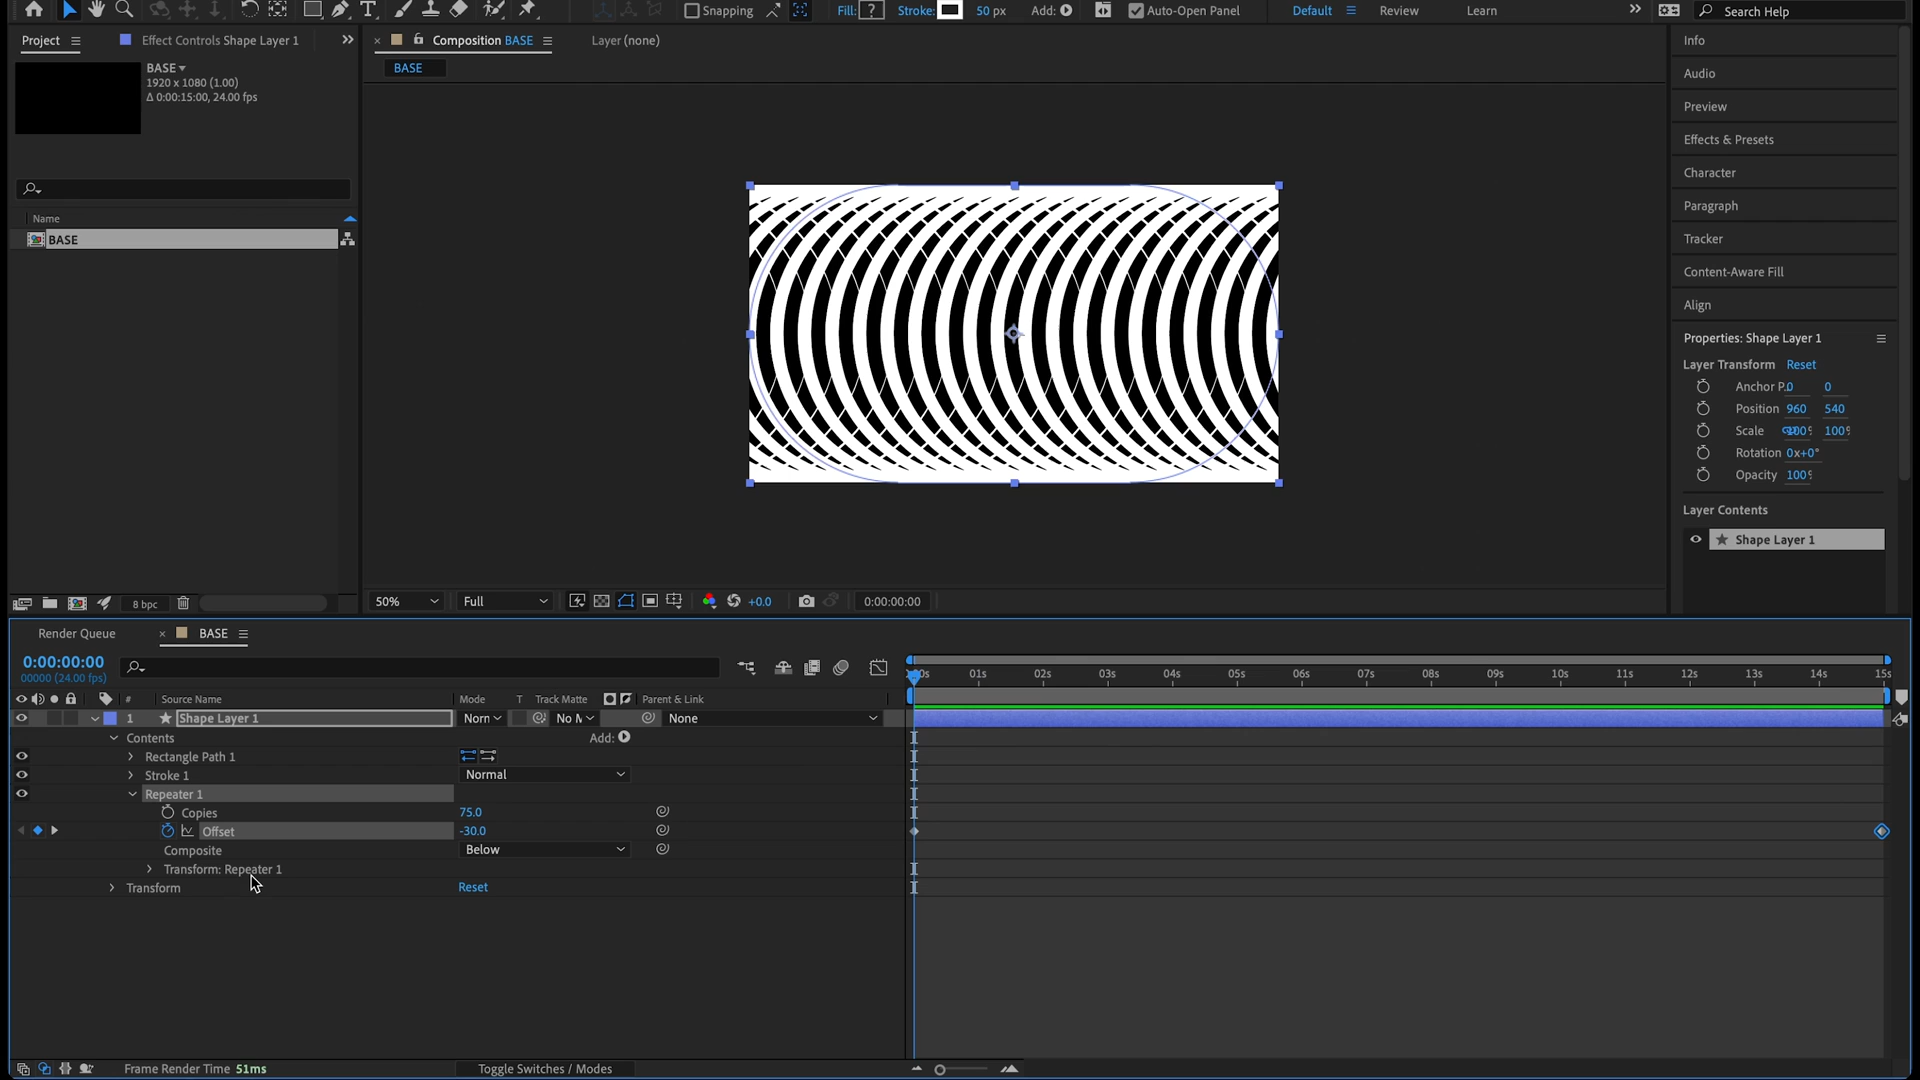 Snapping
Fill: ? Stroke: 50 px Add:
Auto-Open Panel
Default Review Learn
Search Help
Project
Effect Controls Shape Layer 1
Composition BASE
Layer (none)
BASE
BASE
1920 x 1080 (1.00)
Δ 0:00:15:00, 24.00 fps
Name
BASE
8 bpc
50% Full +0.0 0:00:00:00
Info
Audio
Preview
Effects & Presets
Character
Paragraph
Tracker
Content-Aware Fill
Align
Properties: Shape Layer 1
Layer Transform Reset
Anchor P. 0 0
Position 960 540
Scale 100% 100%
Rotation 0x+0°
Opacity 100%
Layer Contents
Shape Layer 1
Render Queue
BASE
0:00:00:00
00000 (24.00 fps)
# Source Name Mode T Track Matte Parent & Link
1 Shape Layer 1 Norn No M None
Contents Add:
Rectangle Path 1
Stroke 1 Normal
Repeater 1
Copies 75.0
Offset -30.0
Composite Below
Transform: Repeater 1
Transform Reset
01s 02s 03s 04s 05s 06s 07s 08s 09s 10s 11s 12s 13s 14s 15s
Frame Render Time 51ms
Toggle Switches / Modes